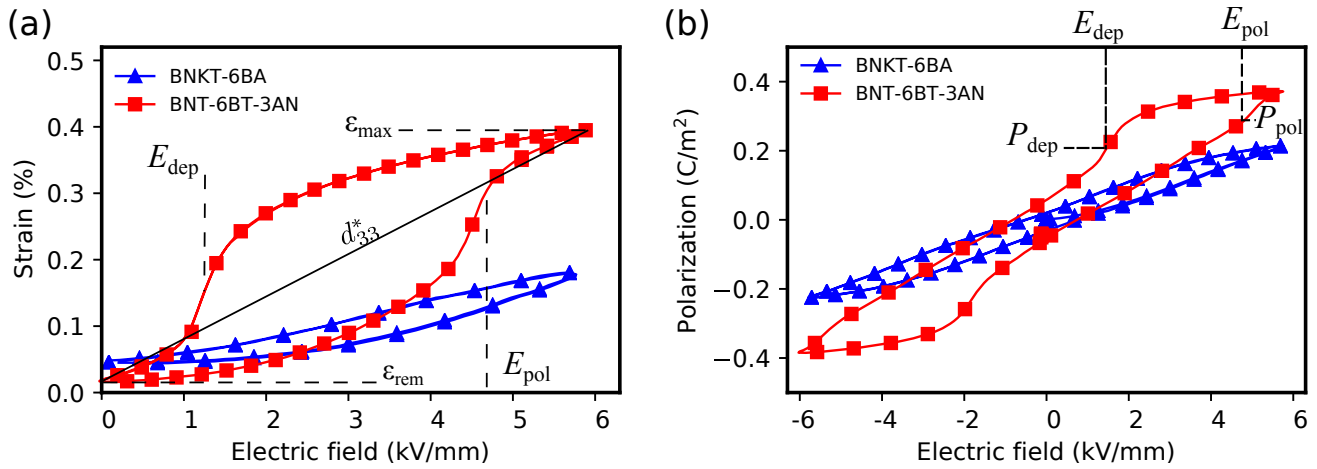 (a)
0.5
0.4
0.3
0.2
0.1
0.0
Strain (%)
BNKT-6BA
BNT-6BT-3AN
εmax
Edep
d*33
εrem
Epol
0 1 2 3 4 5 6
Electric field (kV/mm)
(b)
Edep
Epol
0.4
0.2
0.0
−0.2
−0.4
Polarization (C/m²)
BNKT-6BA
BNT-6BT-3AN
Pdep
Ppol
-6 -4 -2 0 2 4 6
Electric field (kV/mm)